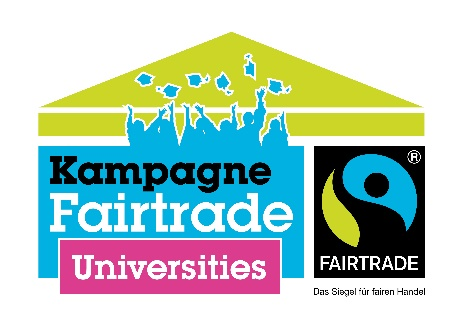 Kampagne
Fairtrade
Universities
®
FAIRTRADE
Das Siegel für fairen Handel